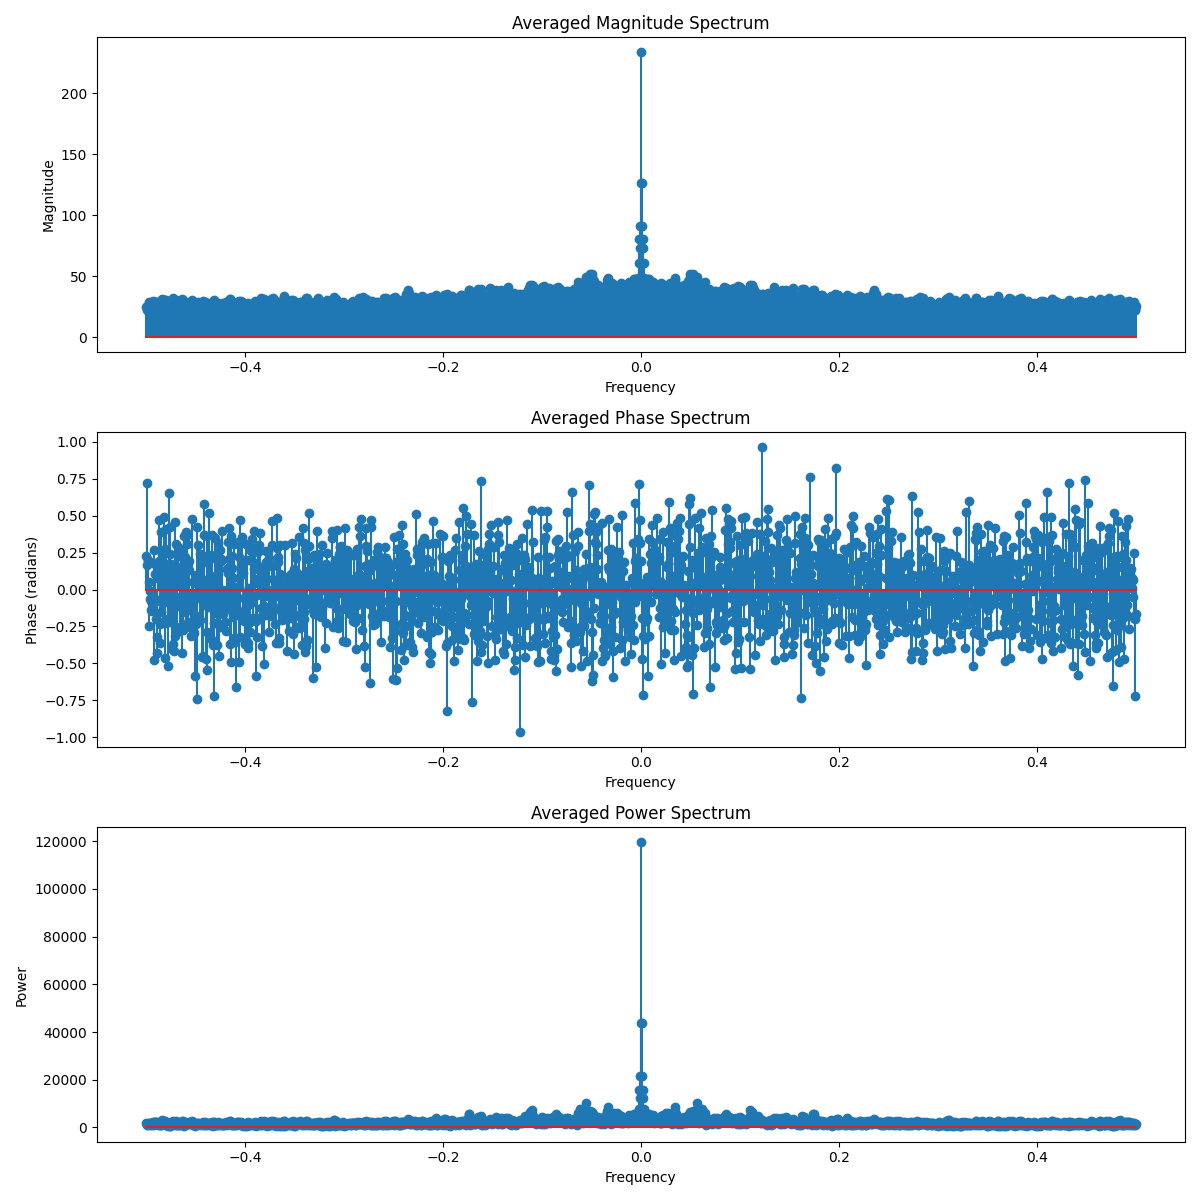 Averaged Magnitude Spectrum
Magnitude
200
150
100
50
0
−0.4 −0.2 0.0 0.2 0.4
Frequency
Averaged Phase Spectrum
Phase (radians)
1.00
0.75
0.50
0.25
0.00
−0.25
−0.50
−0.75
−1.00
−0.4 −0.2 0.0 0.2 0.4
Frequency
Averaged Power Spectrum
Power
120000
100000
80000
60000
40000
20000
0
−0.4 −0.2 0.0 0.2 0.4
Frequency